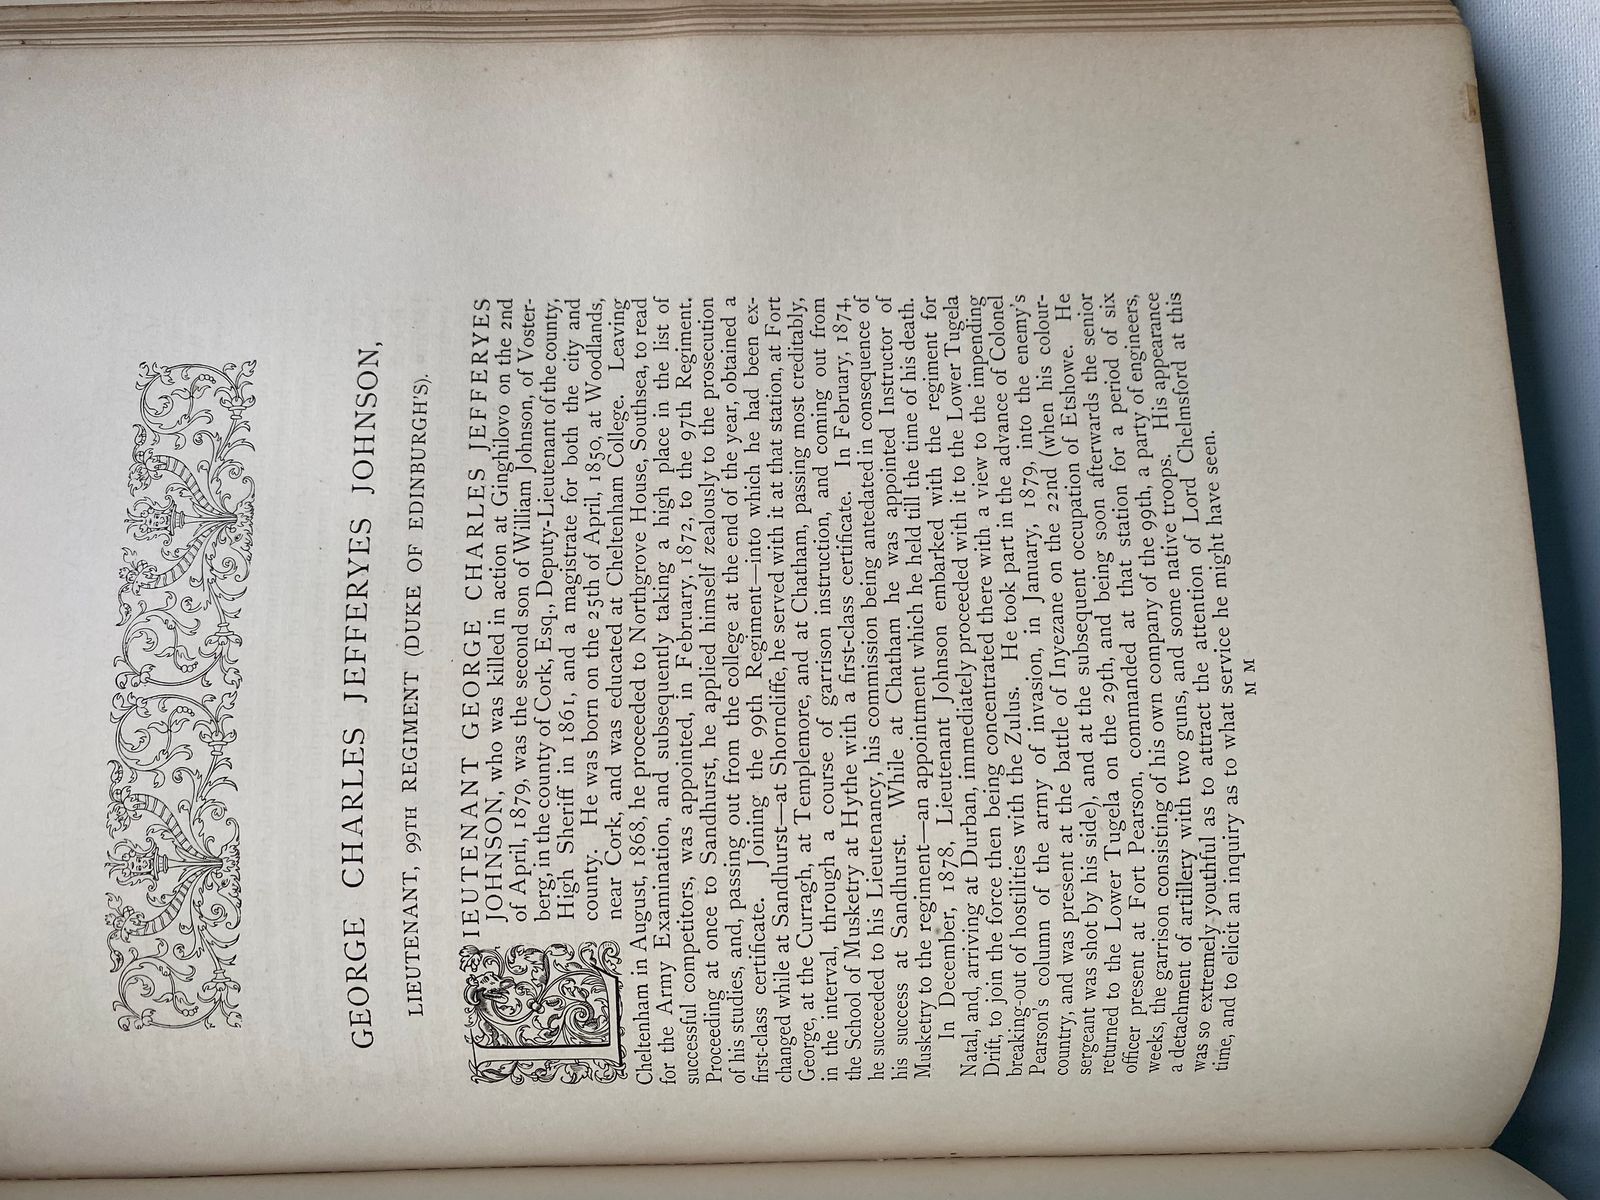 GEORGE CHARLES JEFFERYES JOHNSON,
LIEUTENANT, 99TH REGIMENT (DUKE OF EDINBURGH'S).
LIEUTENANT GEORGE CHARLES JEFFERYES
JOHNSON, who was killed in action at Ginghilovo on the 2nd
of April, 1879, was the second son of William Johnson, of Voster-
berg, in the county of Cork, Esq., Deputy-Lieutenant of the county,
High Sheriff in 1861, and a magistrate for both the city and
county. He was born on the 25th of April, 1850, at Woodlands,
near Cork, and was educated at Cheltenham College. Leaving
Cheltenham in August, 1868, he proceeded to Northgrove House, Southsea, to read
for the Army Examination, and subsequently taking a high place in the list of
successful competitors, was appointed, in February, 1872, to the 97th Regiment.
Proceeding at once to Sandhurst, he applied himself zealously to the prosecution
of his studies, and, passing out from the college at the end of the year, obtained a
first-class certificate. Joining the 99th Regiment—into which he had been ex-
changed while at Sandhurst—at Shorncliffe, he served with it at that station, at Fort
George, at the Curragh, at Templemore, and at Chatham, passing most creditably,
in the interval, through a course of garrison instruction, and coming out from
the School of Musketry at Hythe with a first-class certificate. In February, 1874,
he succeeded to his Lieutenancy, his commission being antedated in consequence of
his success at Sandhurst. While at Chatham he was appointed Instructor of
Musketry to the regiment—an appointment which he held till the time of his death.
In December, 1878, Lieutenant Johnson embarked with the regiment for
Natal, and, arriving at Durban, immediately proceeded with it to the Lower Tugela
Drift, to join the force then being concentrated there with a view to the impending
breaking-out of hostilities with the Zulus. He took part in the advance of Colonel
Pearson's column of the army of invasion, in January, 1879, into the enemy's
country, and was present at the battle of Inyezane on the 22nd (when his colour-
sergeant was shot by his side), and at the subsequent occupation of Etshowe. He
returned to the Lower Tugela on the 29th, and being soon afterwards the senior
officer present at Fort Pearson, commanded at that station for a period of six
weeks, the garrison consisting of his own company of the 99th, a party of engineers,
a detachment of artillery with two guns, and some native troops. His appearance
was so extremely youthful as to attract the attention of Lord Chelmsford at this
time, and to elicit an inquiry as to what service he might have seen.
M M